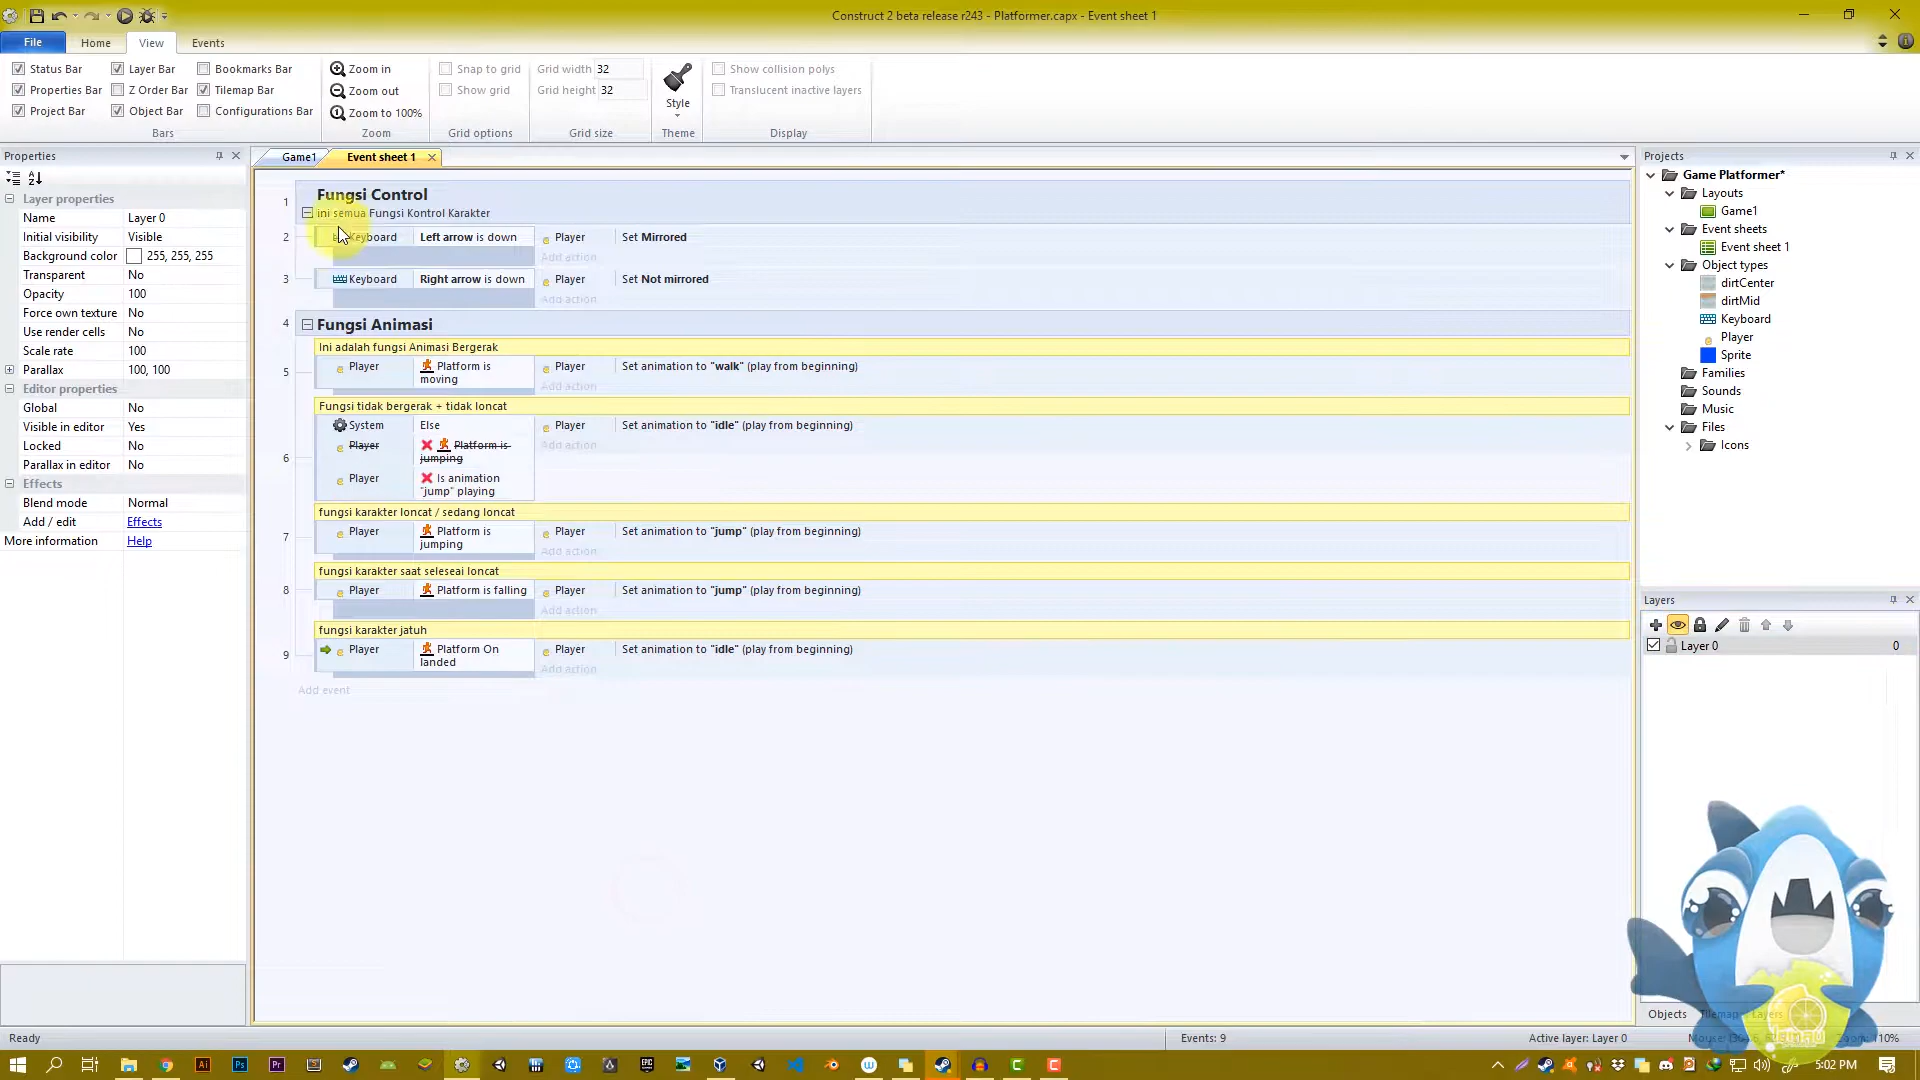 Construct 2 beta release r243 - Platformer.capx - Event sheet 1
File Home View Events
Status Bar Layer Bar Bookmarks Bar Zoom in Snap to grid Grid width 32 Show collision polys
Properties Bar Z Order Bar Tilemap Bar Zoom out Show grid Grid height 32 Translucent inactive layers
Project Bar Object Bar Configurations Bar Zoom to 100% Style
Bars Zoom Grid options Grid size Theme Display
Properties
Layer properties
Name Layer 0
Initial visibility Visible
Background color 255, 255, 255
Transparent No
Opacity 100
Force own texture No
Use render cells No
Scale rate 100
Parallax 100, 100
Editor properties
Global No
Visible in editor Yes
Locked No
Parallax in editor No
Effects
Blend mode Normal
Add / edit Effects
More information Help
Game1 Event sheet 1
1 Fungsi Control
ini semua Fungsi Kontrol Karakter
2 Keyboard Left arrow is down Player Set Mirrored
Add action
3 Keyboard Right arrow is down Player Set Not mirrored
Add action
4 Fungsi Animasi
Ini adalah fungsi Animasi Bergerak
5 Player Platform is moving Player Set animation to "walk" (play from beginning)
Add action
Fungsi tidak bergerak + tidak loncat
6 System Else Player Set animation to "idle" (play from beginning)
Player Platform is jumping Add action
Player Is animation "jump" playing
fungsi karakter loncat / sedang loncat
7 Player Platform is jumping Player Set animation to "jump" (play from beginning)
Add action
fungsi karakter saat seleseai loncat
8 Player Platform is falling Player Set animation to "jump" (play from beginning)
Add action
fungsi karakter jatuh
9 Player Platform On landed Player Set animation to "idle" (play from beginning)
Add action
Add event
Projects
Game Platformer*
Layouts
Game1
Event sheets
Event sheet 1
Object types
dirtCenter
dirtMid
Keyboard
Player
Sprite
Families
Sounds
Music
Files
Icons
Layers
Layer 0 0
Objects Tilemap Layers
Ready Events: 9 Active layer: Layer 0 Mouse: 110%
5:02 PM